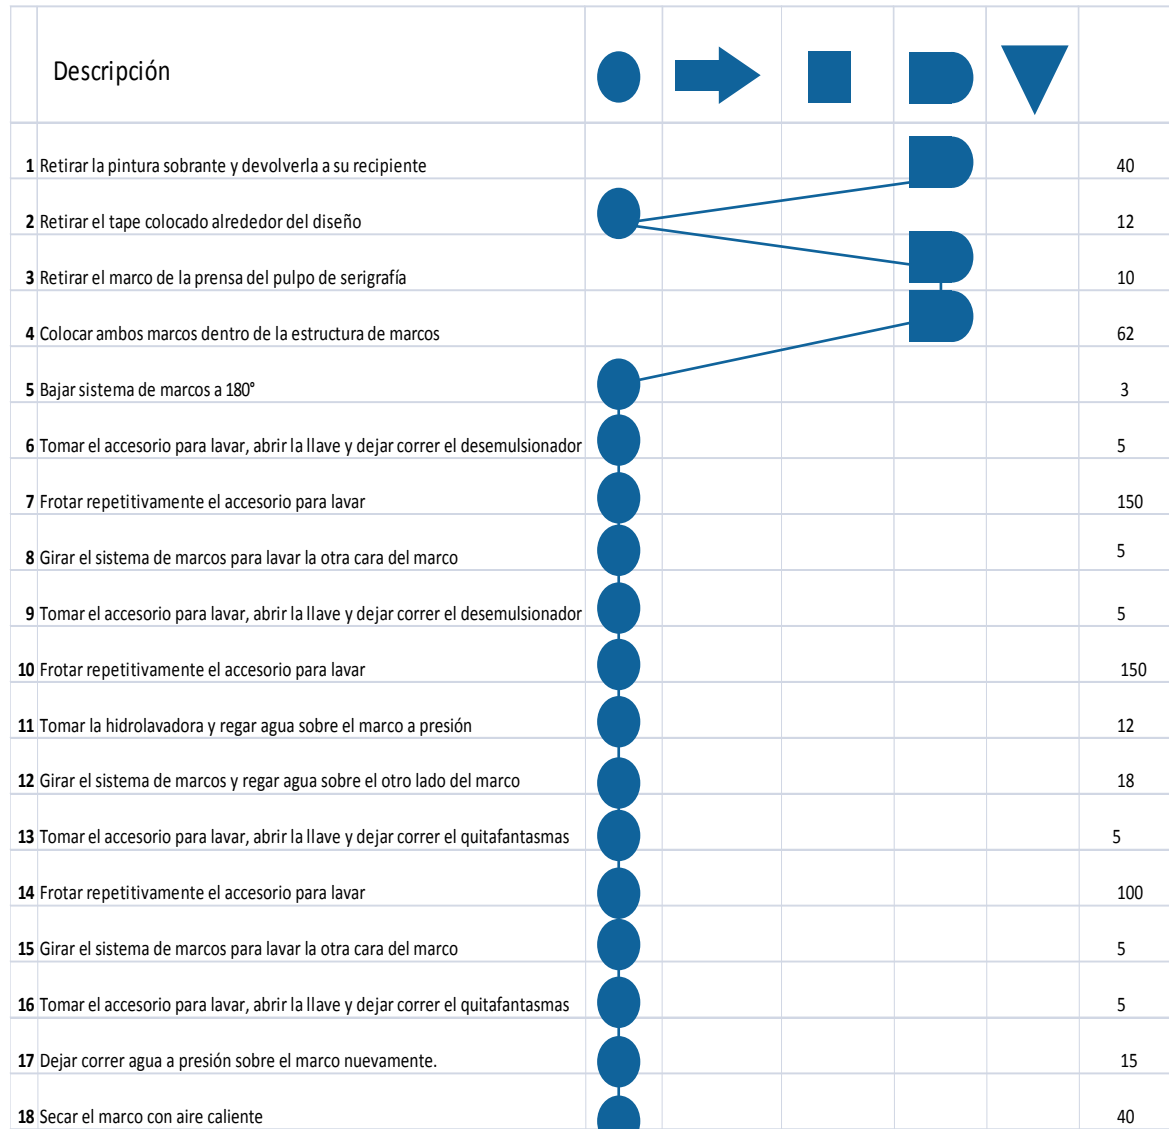 Descripción
1 Retirar la pintura sobrante y devolverla a su recipiente 40
2 Retirar el tape colocado alrededor del diseño 12
3 Retirar el marco de la prensa del pulpo de serigrafía 10
4 Colocar ambos marcos dentro de la estructura de marcos 62
5 Bajar sistema de marcos a 180° 3
6 Tomar el accesorio para lavar, abrir la llave y dejar correr el desemulsionador 5
7 Frotar repetitivamente el accesorio para lavar 150
8 Girar el sistema de marcos para lavar la otra cara del marco 5
9 Tomar el accesorio para lavar, abrir la llave y dejar correr el desemulsionador 5
10 Frotar repetitivamente el accesorio para lavar 150
11 Tomar la hidrolavadora y regar agua sobre el marco a presión 12
12 Girar el sistema de marcos y regar agua sobre el otro lado del marco 18
13 Tomar el accesorio para lavar, abrir la llave y dejar correr el quitafantasmas 5
14 Frotar repetitivamente el accesorio para lavar 100
15 Girar el sistema de marcos para lavar la otra cara del marco 5
16 Tomar el accesorio para lavar, abrir la llave y dejar correr el quitafantasmas 5
17 Dejar correr agua a presión sobre el marco nuevamente. 15
18 Secar el marco con aire caliente 40